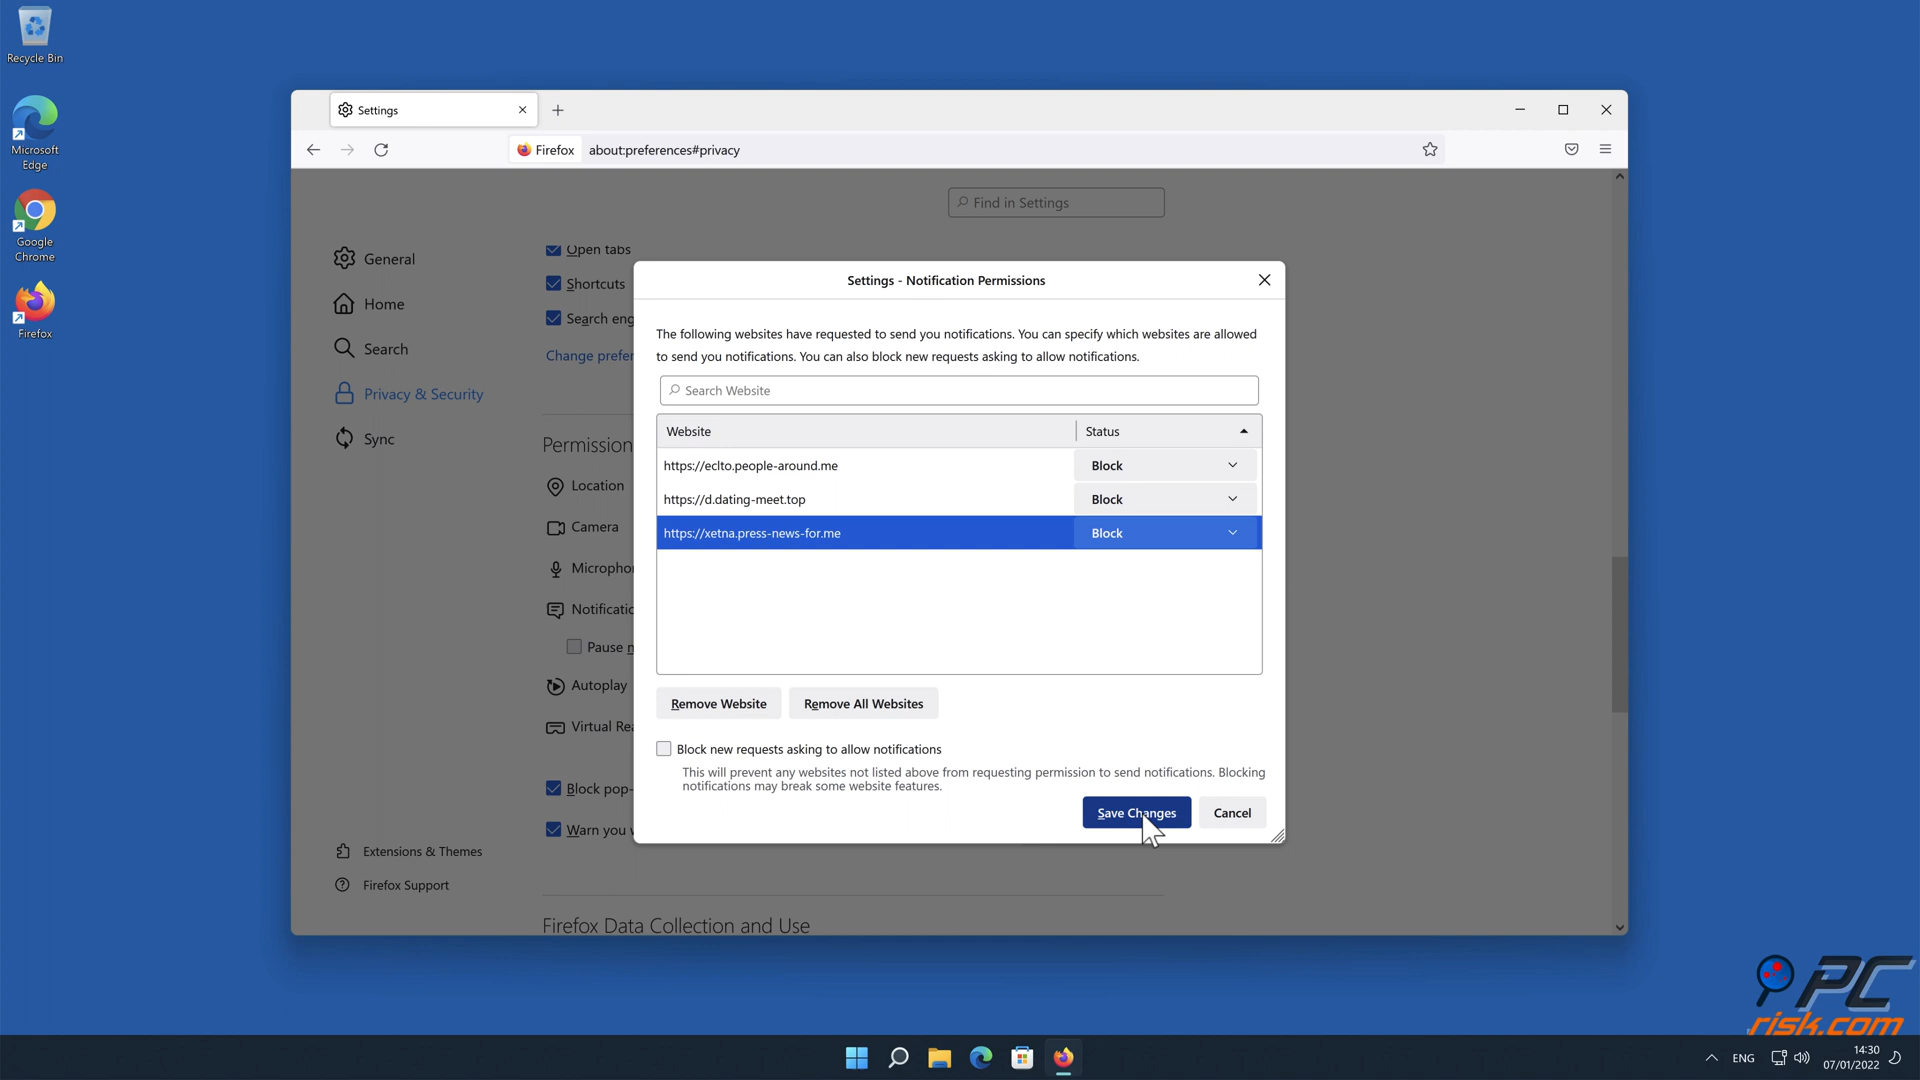 Recycle Bin
Microsoft
Edge
Google
Chrome
Firefox
Settings
Firefox
about:preferences#privacy
Find in Settings
General
Home
Search
Privacy & Security
Sync
Extensions & Themes
Firefox Support
Open tabs
Shortcuts
Search eng
Change prefer
Permission
Location
Camera
Microphon
Notificatio
Pause n
Autoplay
Virtual Rea
Block pop-
Warn you w
Firefox Data Collection and Use
Settings - Notification Permissions
The following websites have requested to send you notifications. You can specify which websites are allowed
to send you notifications. You can also block new requests asking to allow notifications.
Search Website
Website Status
https://eclto.people-around.me Block
https://d.dating-meet.top Block
https://xetna.press-news-for.me Block
Remove Website Remove All Websites
Block new requests asking to allow notifications
This will prevent any websites not listed above from requesting permission to send notifications. Blocking
notifications may break some website features.
Save Changes Cancel
PC
risk.com
ENG
14:30
07/01/2022